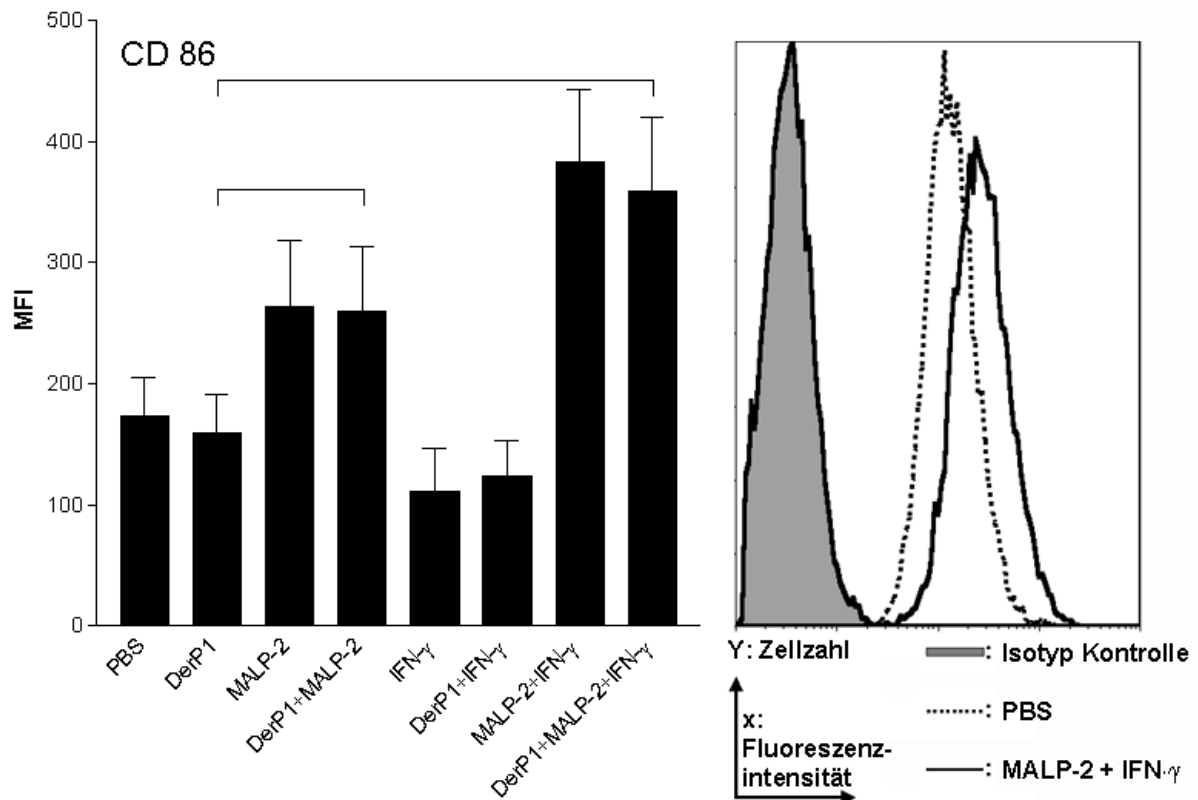 CD 86
500
400
300
200
100
0
MFI
PBS
DerP1
MALP-2
DerP1+MALP-2
IFN-γ
DerP1+IFN-γ
MALP-2+IFN-γ
DerP1+MALP-2+IFN-γ
Y: Zellzahl
x:
Fluoreszenz-
intensität
: Isotyp Kontrolle
: PBS
: MALP-2 + IFN-γ